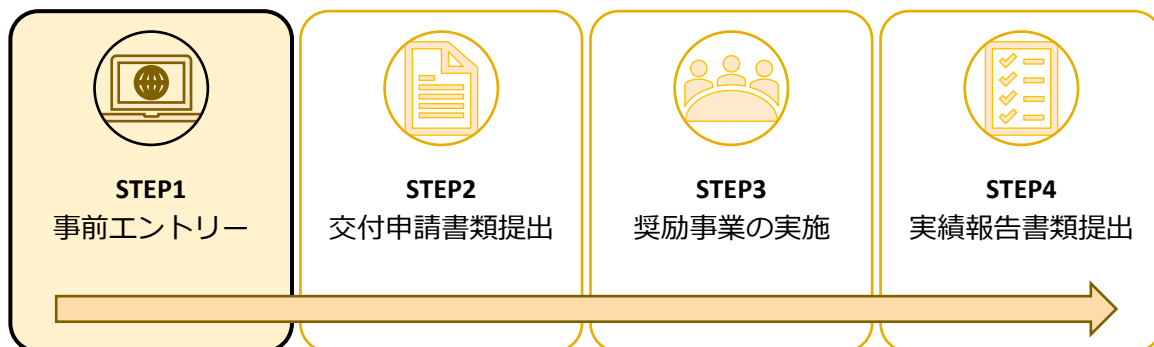 STEP1
事前エントリー
STEP2
交付申請書類提出
STEP3
奨励事業の実施
STEP4
実績報告書類提出